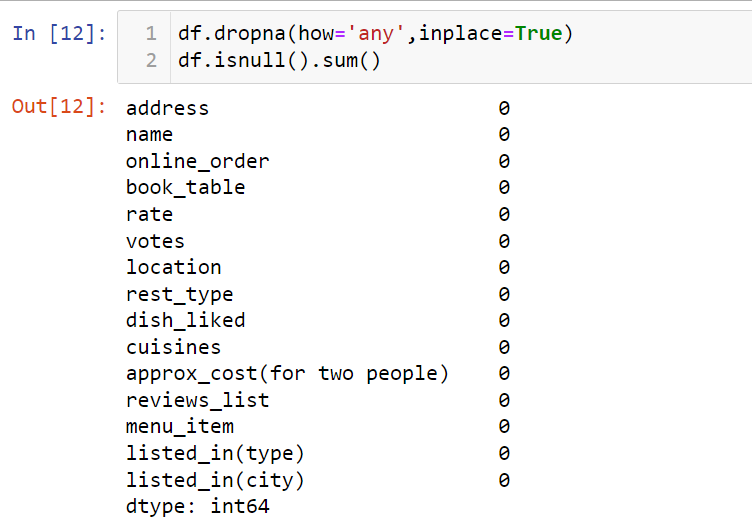 In [12]:
1 df.dropna(how='any',inplace=True)
2 df.isnull().sum()
Out[12]:
address 0
name 0
online_order 0
book_table 0
rate 0
votes 0
location 0
rest_type 0
dish_liked 0
cuisines 0
approx_cost(for two people) 0
reviews_list 0
menu_item 0
listed_in(type) 0
listed_in(city) 0
dtype: int64